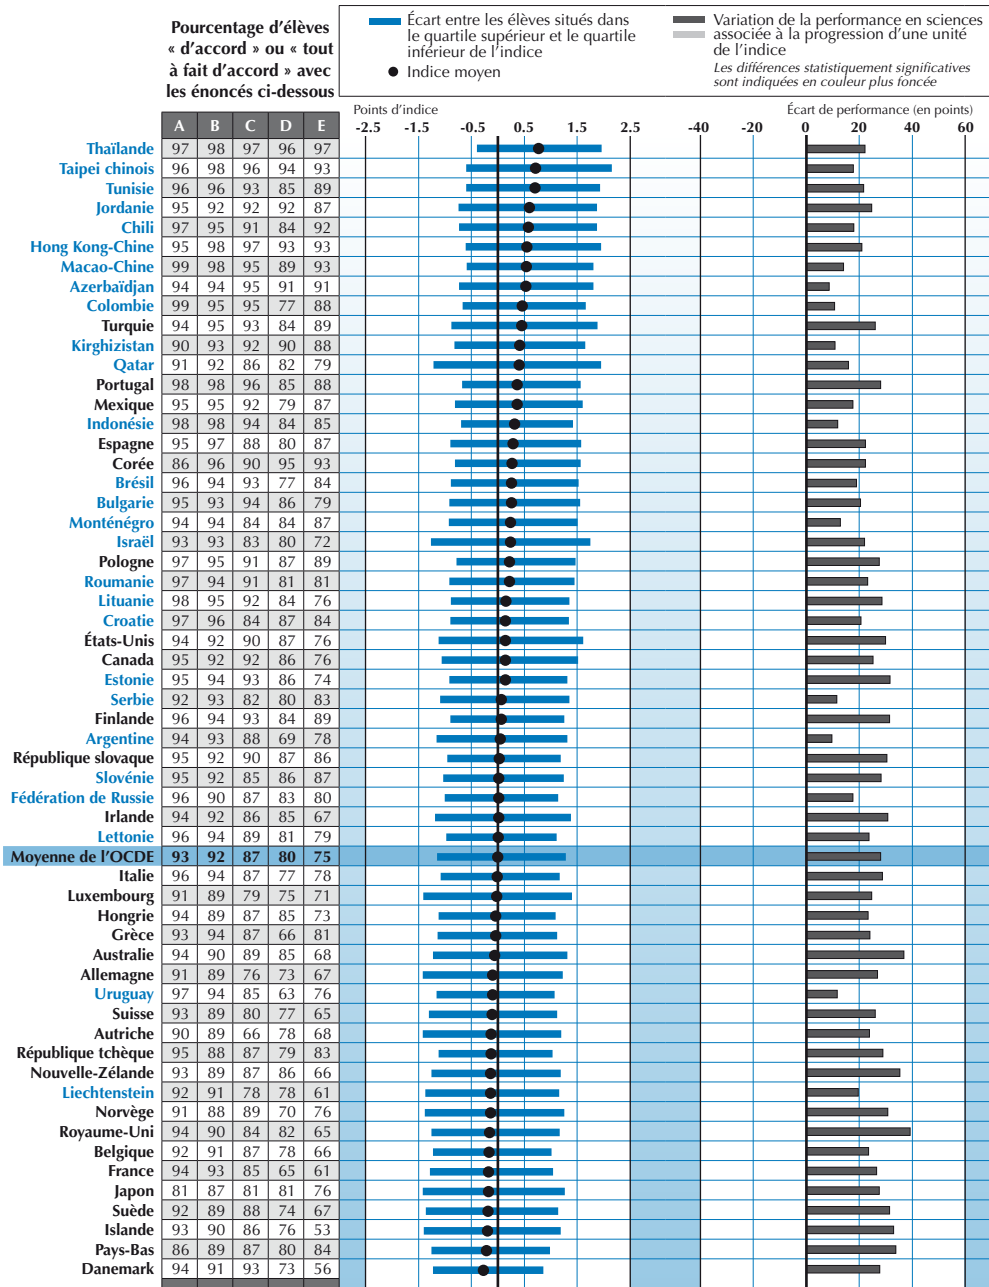 Pourcentage d'élèves
« d'accord » ou « tout
à fait d'accord » avec
les énoncés ci-dessous
Écart entre les élèves situés dans
le quartile supérieur et le quartile
inférieur de l'indice
Indice moyen
Variation de la performance en sciences
associée à la progression d'une unité
de l'indice
Les différences statistiquement significatives
sont indiquées en couleur plus foncée
Points d'indice
Écart de performance (en points)
A B C D E -2.5 -1.5 -0.5 0.5 1.5 2.5 -40 -20 0 20 40 60
Thaïlande 97 98 97 96 97
Taipei chinois 96 98 96 94 93
Tunisie 96 96 93 85 89
Jordanie 95 92 92 92 87
Chili 97 95 91 84 92
Hong Kong-Chine 95 98 97 93 93
Macao-Chine 99 98 95 89 93
Azerbaïdjan 94 94 95 91 91
Colombie 99 95 95 77 88
Turquie 94 95 93 84 89
Kirghizistan 90 93 92 90 88
Qatar 91 92 86 82 79
Portugal 98 98 96 85 88
Mexique 95 95 92 79 87
Indonésie 98 98 94 84 85
Espagne 95 97 88 80 87
Corée 86 96 90 95 93
Brésil 96 94 93 77 84
Bulgarie 95 93 94 86 79
Monténégro 94 94 84 84 87
Israël 93 93 83 80 72
Pologne 97 95 91 87 89
Roumanie 97 94 91 81 81
Lituanie 98 95 92 84 76
Croatie 97 96 84 87 84
États-Unis 94 92 90 87 76
Canada 95 92 92 86 76
Estonie 95 94 93 86 74
Serbie 92 93 82 80 83
Finlande 96 94 93 84 89
Argentine 94 93 88 69 78
République slovaque 95 92 90 87 86
Slovénie 95 92 85 86 87
Fédération de Russie 96 90 87 83 80
Irlande 94 92 86 85 67
Lettonie 96 94 89 81 79
Moyenne de l'OCDE 93 92 87 80 75
Italie 96 94 87 77 78
Luxembourg 91 89 79 75 71
Hongrie 94 89 87 85 73
Grèce 93 94 87 66 81
Australie 94 90 89 85 68
Allemagne 91 89 76 73 67
Uruguay 97 94 85 63 76
Suisse 93 89 80 77 65
Autriche 90 89 66 78 68
République tchèque 95 88 87 79 83
Nouvelle-Zélande 93 89 87 86 66
Liechtenstein 92 91 78 78 61
Norvège 91 88 89 70 76
Royaume-Uni 94 90 84 82 65
Belgique 92 91 87 78 66
France 94 93 85 65 61
Japon 81 87 81 81 76
Suède 92 89 88 74 67
Islande 93 90 86 76 53
Pays-Bas 86 89 87 80 84
Danemark 94 91 93 73 56